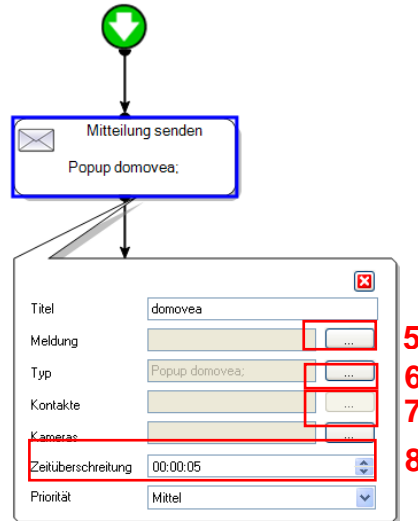 Mitteilung senden
Popup domovea;
Titel domovea
Meldung ... 5
Typ Popup domovea; ... 6
Kontakte ... 7
Kameras ...
Zeitüberschreitung 00:00:05 8
Priorität Mittel